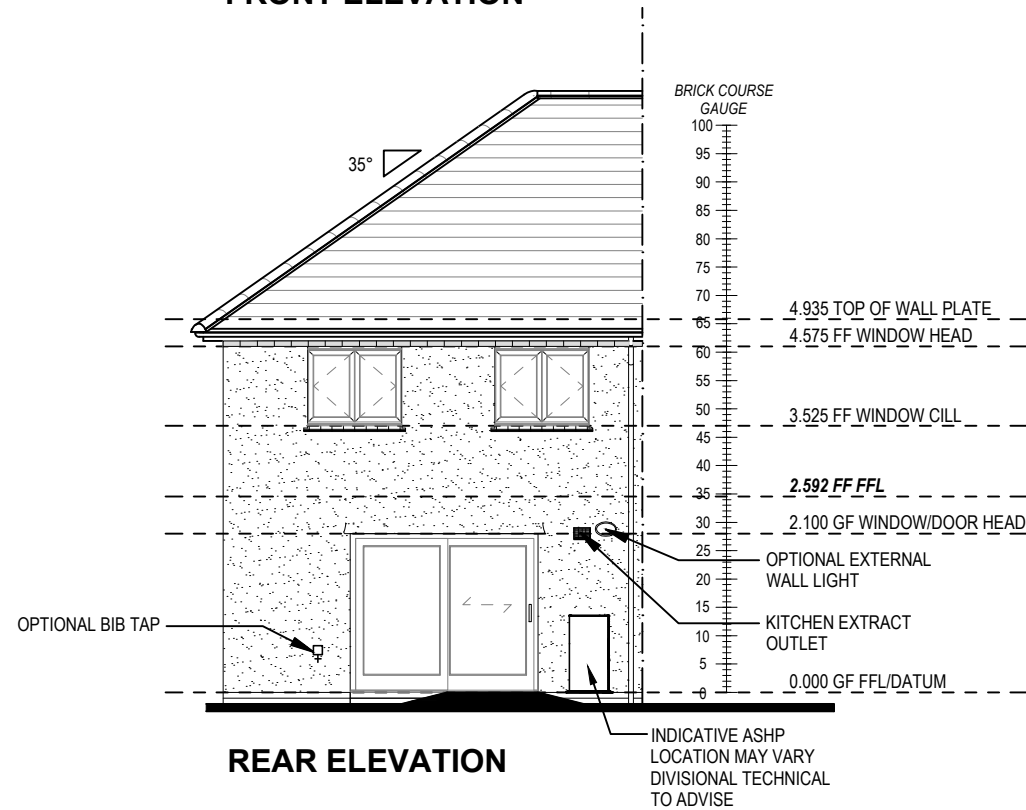 FRONT ELEVATION
BRICK COURSE
GAUGE
100
95
90
85
80
75
70
65
60
55
50
45
40
35
30
25
20
15
10
5
0
35°
4.935 TOP OF WALL PLATE
4.575 FF WINDOW HEAD
3.525 FF WINDOW CILL
2.592 FF FFL
2.100 GF WINDOW/DOOR HEAD
OPTIONAL EXTERNAL
WALL LIGHT
KITCHEN EXTRACT
OUTLET
OPTIONAL BIB TAP
0.000 GF FFL/DATUM
INDICATIVE ASHP
LOCATION MAY VARY
DIVISIONAL TECHNICAL
TO ADVISE
REAR ELEVATION